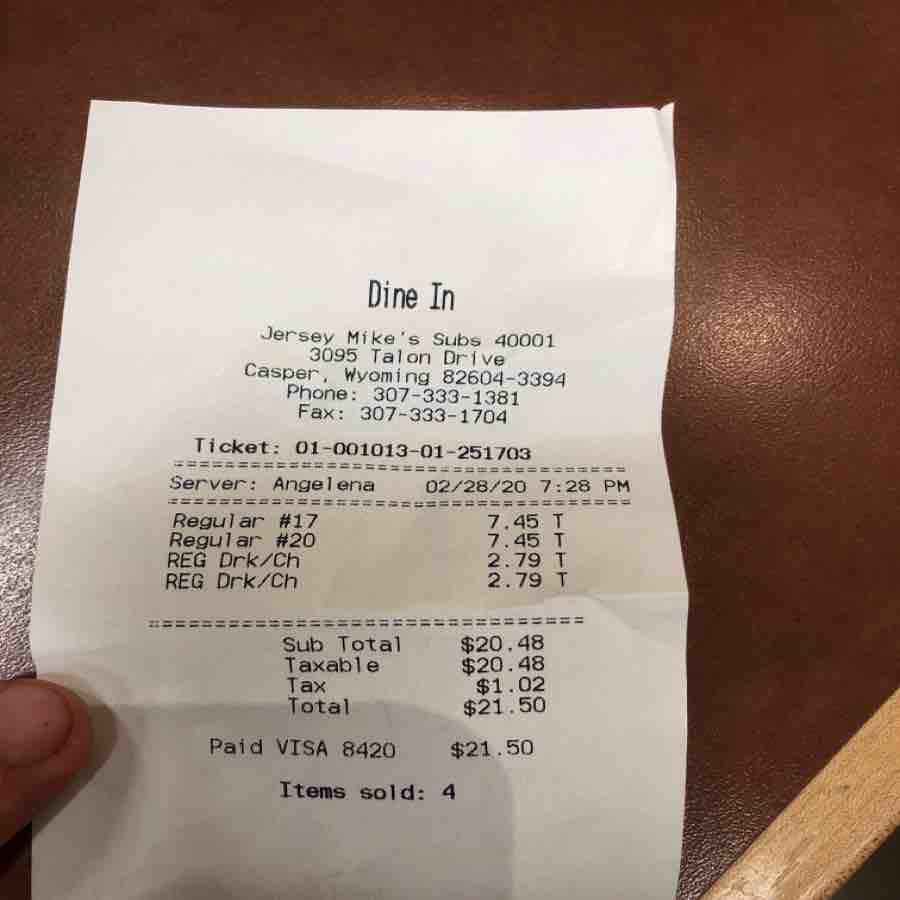 Dine In
Jersey Mike's Subs 40001
3095 Talon Drive
Casper, Wyoming 82604-3394
Phone: 307-333-1381
Fax: 307-333-1704
Ticket: 01-001013-01-251703
================================================
Server: Angelena 02/28/20 7:28 PM
================================================
Regular #17 7.45 T
Regular #20 7.45 T
REG Drk/Ch 2.79 T
REG Drk/Ch 2.79 T
================================================
Sub Total $20.48
Taxable $20.48
Tax $1.02
Total $21.50
Paid VISA 8420 $21.50
Items sold: 4